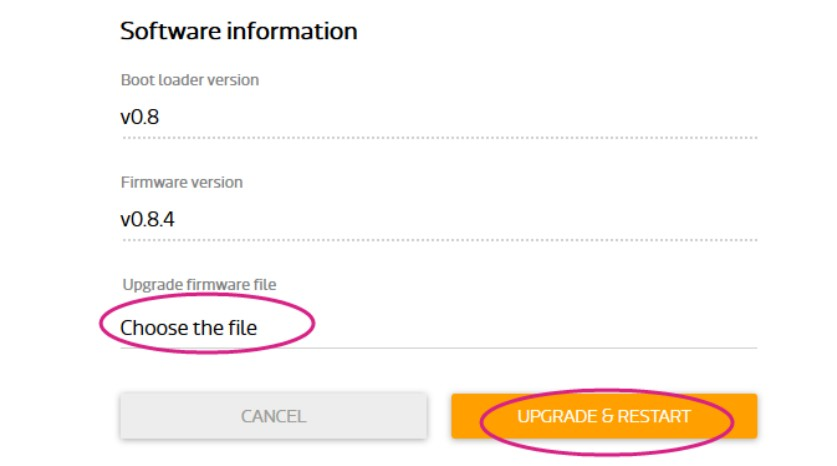 Software information
Boot loader version
v0.8
Firmware version
v0.8.4
Upgrade firmware file
Choose the file
CANCEL
UPGRADE & RESTART